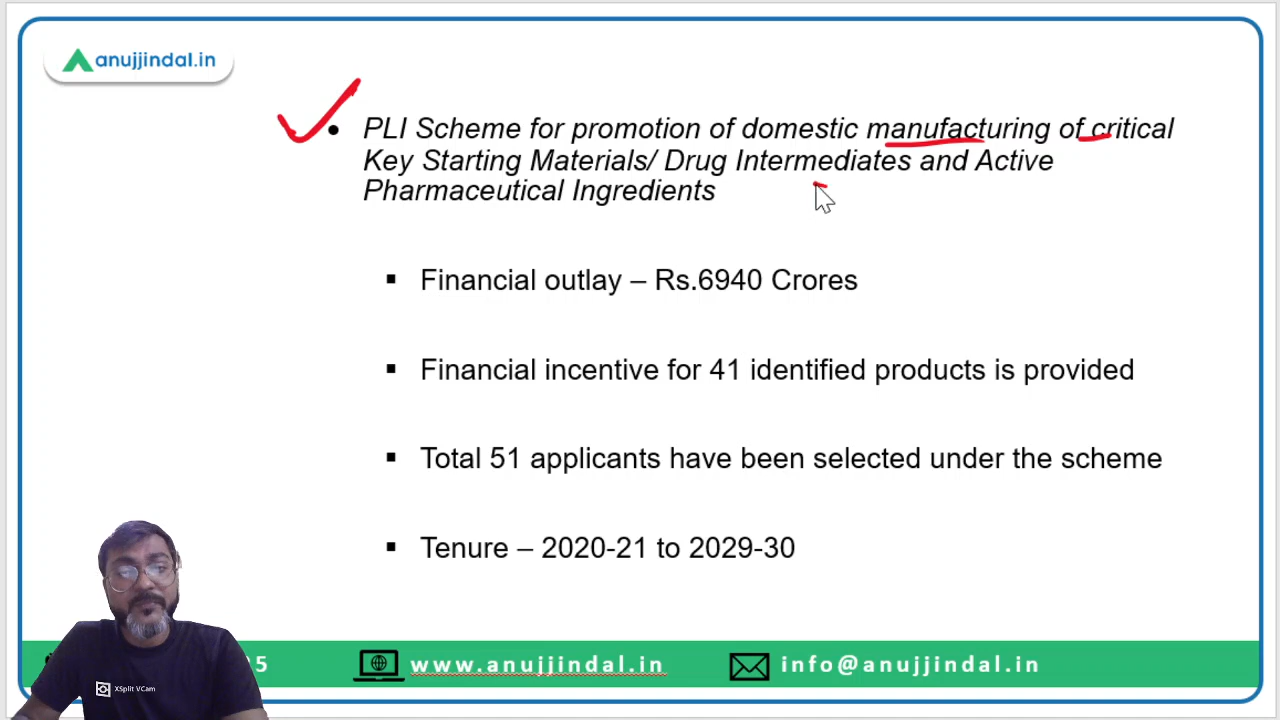 anujjindal.in
• PLI Scheme for promotion of domestic manufacturing of critical
Key Starting Materials/ Drug Intermediates and Active
Pharmaceutical Ingredients
▪ Financial outlay – Rs.6940 Crores
▪ Financial incentive for 41 identified products is provided
▪ Total 51 applicants have been selected under the scheme
▪ Tenure – 2020-21 to 2029-30
5 www.anujjindal.in info@anujjindal.in
XSplit VCam